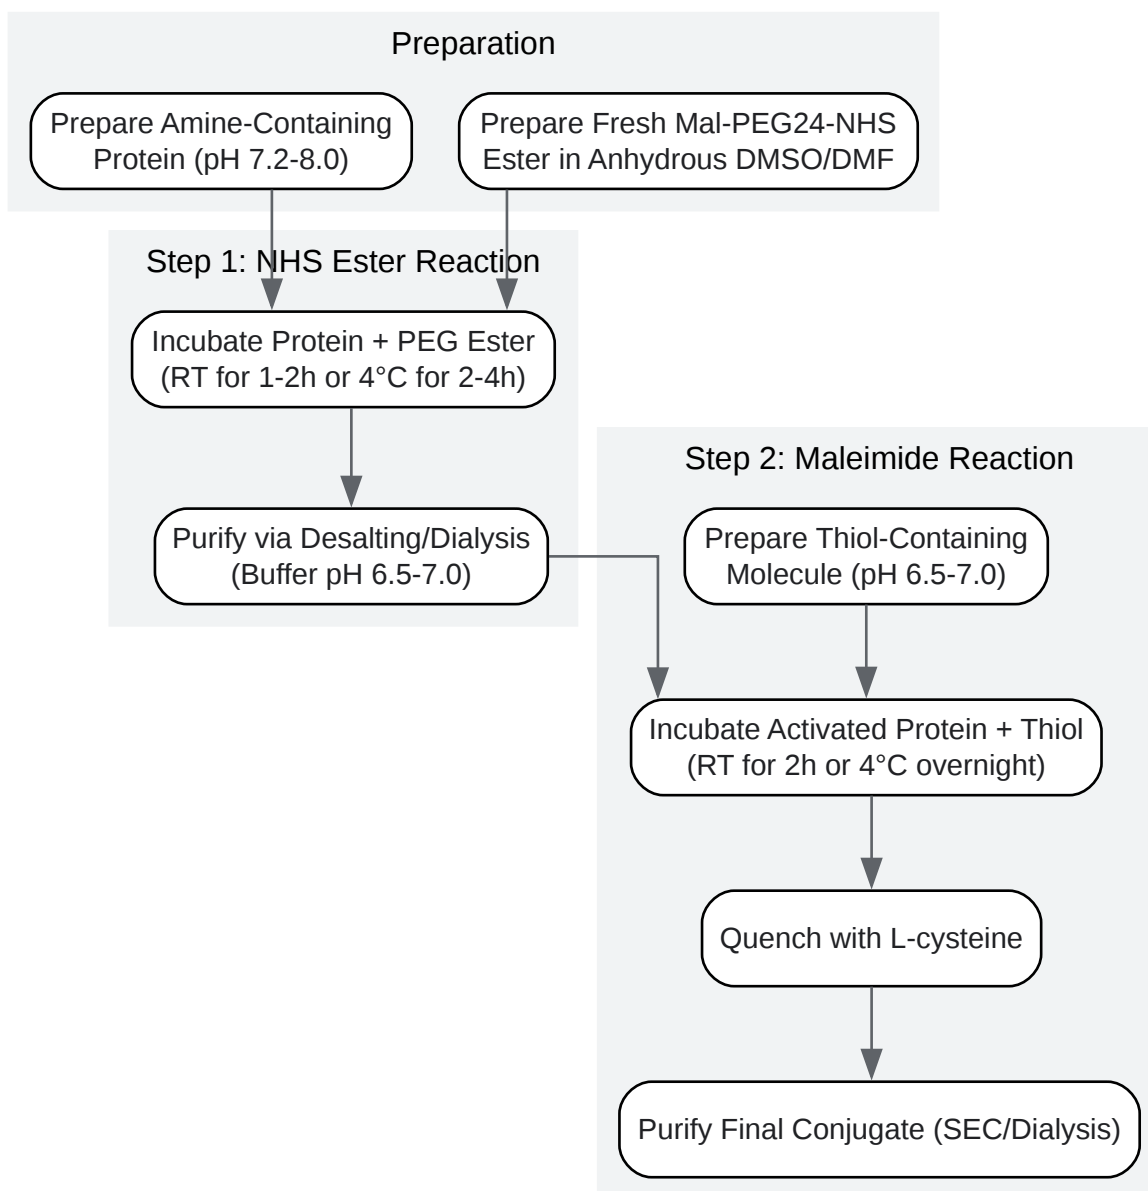 Preparation
Prepare Amine-Containing
Protein (pH 7.2-8.0)
Prepare Fresh Mal-PEG24-NHS
Ester in Anhydrous DMSO/DMF
Step 1: NHS Ester Reaction
Incubate Protein + PEG Ester
(RT for 1-2h or 4°C for 2-4h)
Purify via Desalting/Dialysis
(Buffer pH 6.5-7.0)
Step 2: Maleimide Reaction
Prepare Thiol-Containing
Molecule (pH 6.5-7.0)
Incubate Activated Protein + Thiol
(RT for 2h or 4°C overnight)
Quench with L-cysteine
Purify Final Conjugate (SEC/Dialysis)